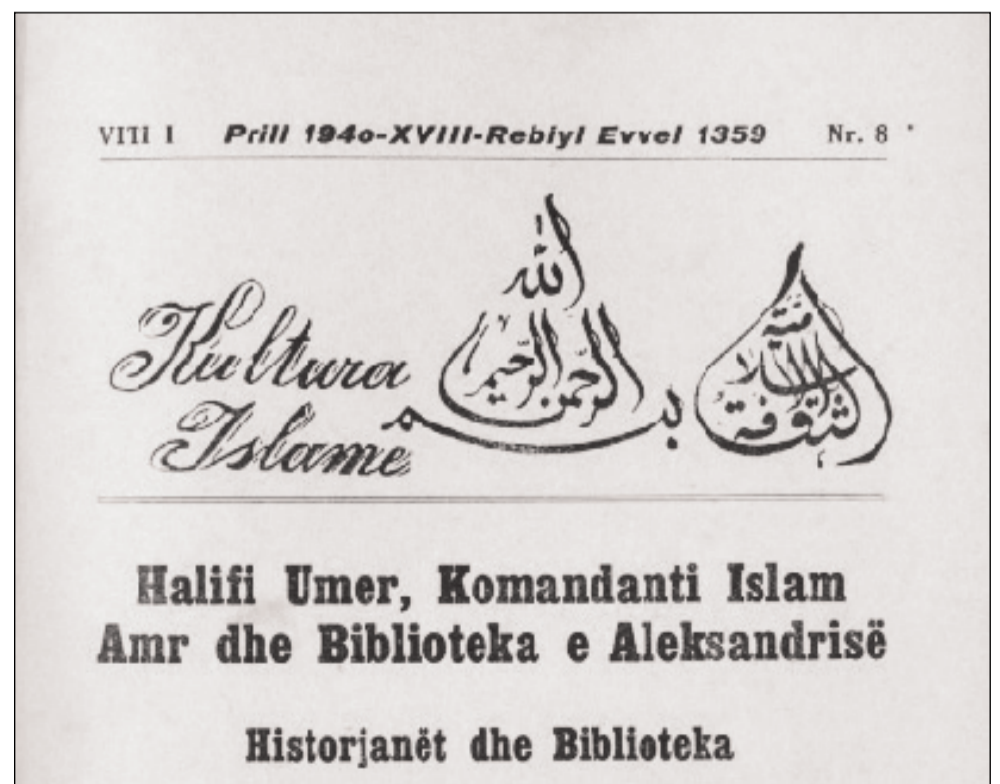 VITI I Prill 194o-XVIII-Rebiyl Evvel 1359 Nr. 8
Kultura
Islame
بسم الله الرحمن الرحيم
الثقافة الاسلامية
Halifi Umer, Komandanti Islam
Amr dhe Biblioteka e Aleksandrisë
Historjanët dhe Biblioteka